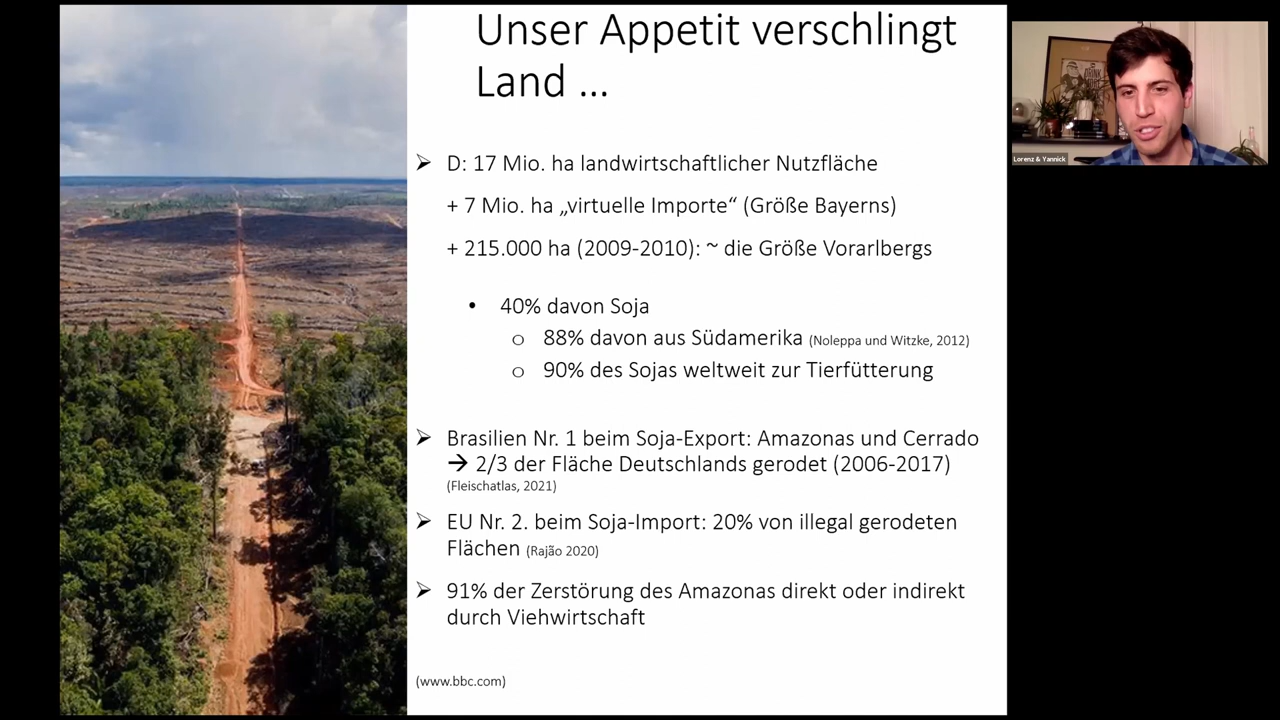 Unser Appetit verschlingt
Land ...
D: 17 Mio. ha landwirtschaftlicher Nutzfläche
+ 7 Mio. ha „virtuelle Importe“ (Größe Bayerns)
+ 215.000 ha (2009-2010): ~ die Größe Vorarlbergs
40% davon Soja
88% davon aus Südamerika (Noleppa und Witzke, 2012)
90% des Sojas weltweit zur Tierfütterung
Brasilien Nr. 1 beim Soja-Export: Amazonas und Cerrado
→ 2/3 der Fläche Deutschlands gerodet (2006-2017)
(Fleischatlas, 2021)
EU Nr. 2. beim Soja-Import: 20% von illegal gerodeten
Flächen (Rajão 2020)
91% der Zerstörung des Amazonas direkt oder indirekt
durch Viehwirtschaft
(www.bbc.com)
Lorenz & Yannick